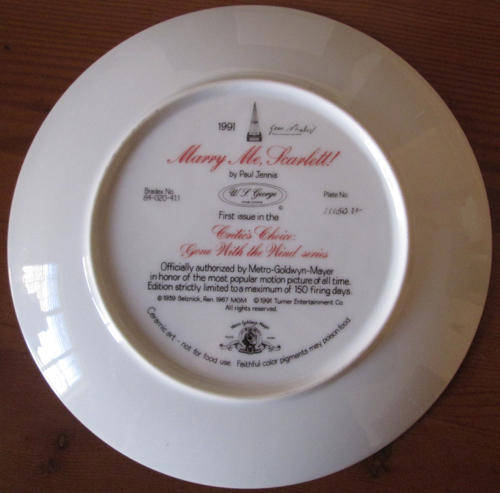 1991
Marry Me, Scarlett!
by Paul Jennis
Bradex No.
84-G20-41.1
W. S. George
FINE CHINA
©
Plate No.
First issue in the
Critic's Choice:
Gone With the Wind series
Officially authorized by Metro-Goldwyn-Mayer
in honor of the most popular motion picture of all time.
Edition strictly limited to a maximum of 150 firing days.
© 1939 Selznick, Ren. 1967 MGM © 1991 Turner Entertainment Co.
All rights reserved.
Ceramic art - not for food use. Faithful color pigments may poison food.